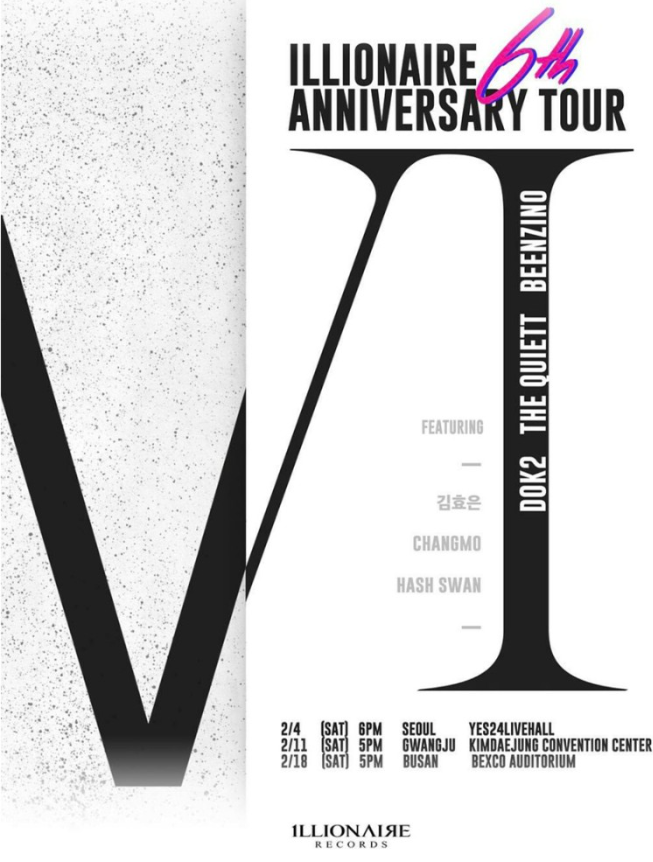 ILLIONAIRE 6th
ANNIVERSARY TOUR
VI
DOK2 THE QUIETT BEENZINO
FEATURING
김효은
CHANGMO
HASH SWAN
2/4 (SAT) 6PM SEOUL YES24LIVEHALL
2/11 (SAT) 5PM GWANGJU KIMDAEJUNG CONVENTION CENTER
2/18 (SAT) 5PM BUSAN BEXCO AUDITORIUM
1LLIONAIRE
RECORDS